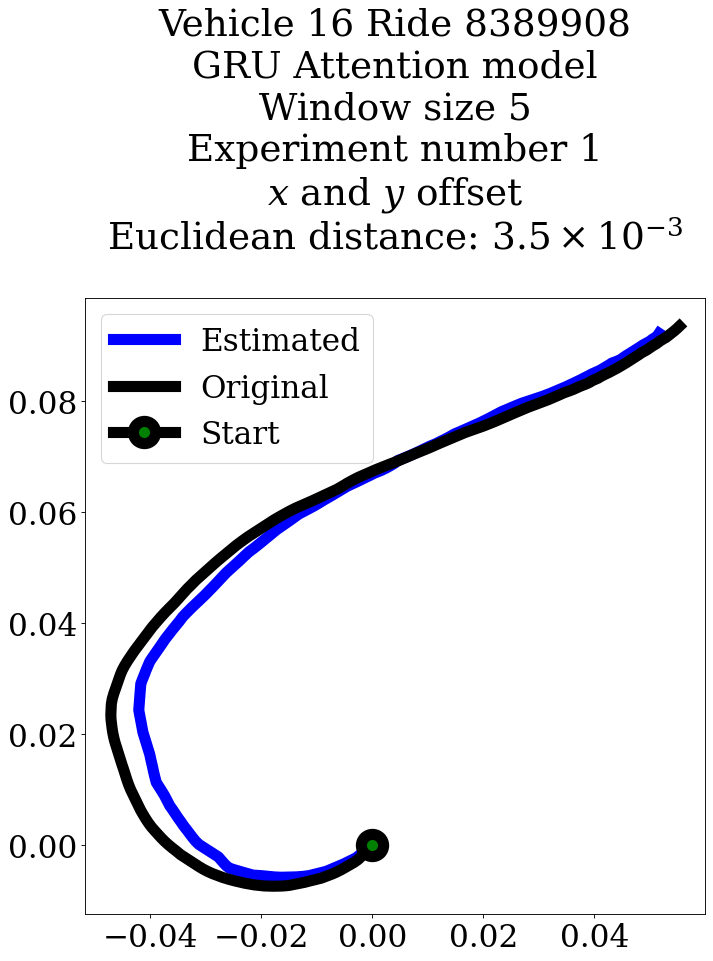 Vehicle 16 Ride 8389908
GRU Attention model
Window size 5
Experiment number 1
x and y offset
Euclidean distance: 3.5 × 10⁻³
Estimated
Original
Start
0.08
0.06
0.04
0.02
0.00
−0.04 −0.02 0.00 0.02 0.04